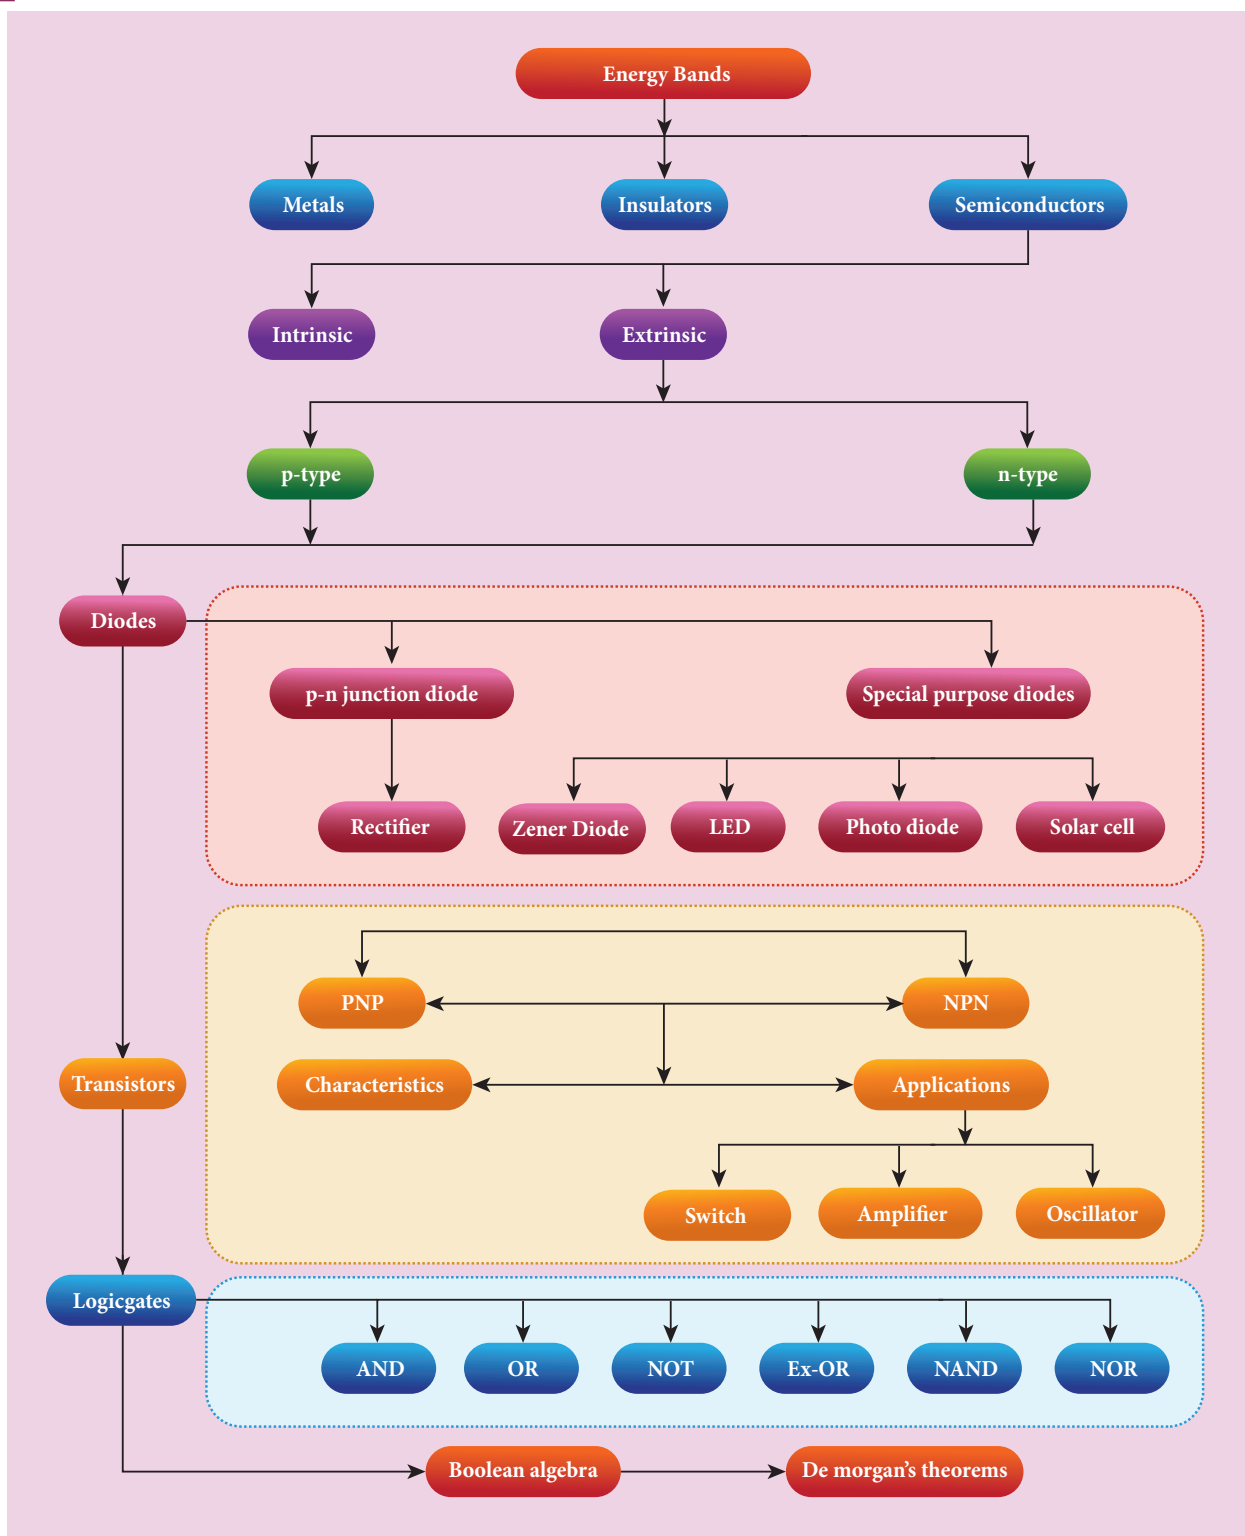 Energy Bands
Metals
Insulators
Semiconductors
Intrinsic
Extrinsic
p-type
n-type
Diodes
p-n junction diode
Special purpose diodes
Rectifier
Zener Diode
LED
Photo diode
Solar cell
PNP
NPN
Transistors
Characteristics
Applications
Switch
Amplifier
Oscillator
Logicgates
AND
OR
NOT
Ex-OR
NAND
NOR
Boolean algebra
De morgan's theorems